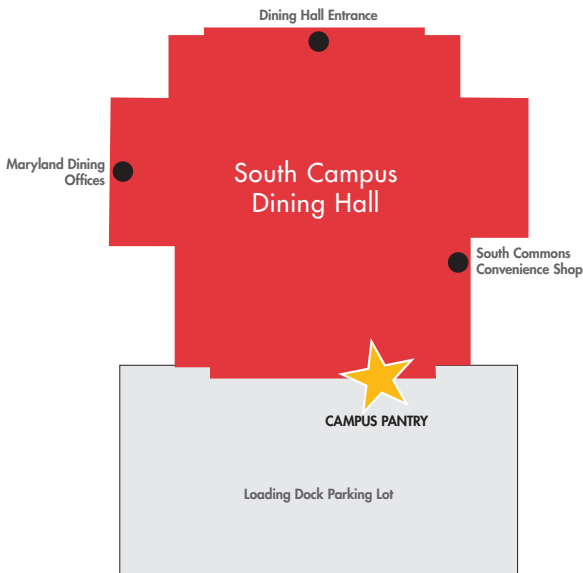 Dining Hall Entrance
Maryland Dining
Offices
South Campus
Dining Hall
South Commons
Convenience Shop
CAMPUS PANTRY
Loading Dock Parking Lot